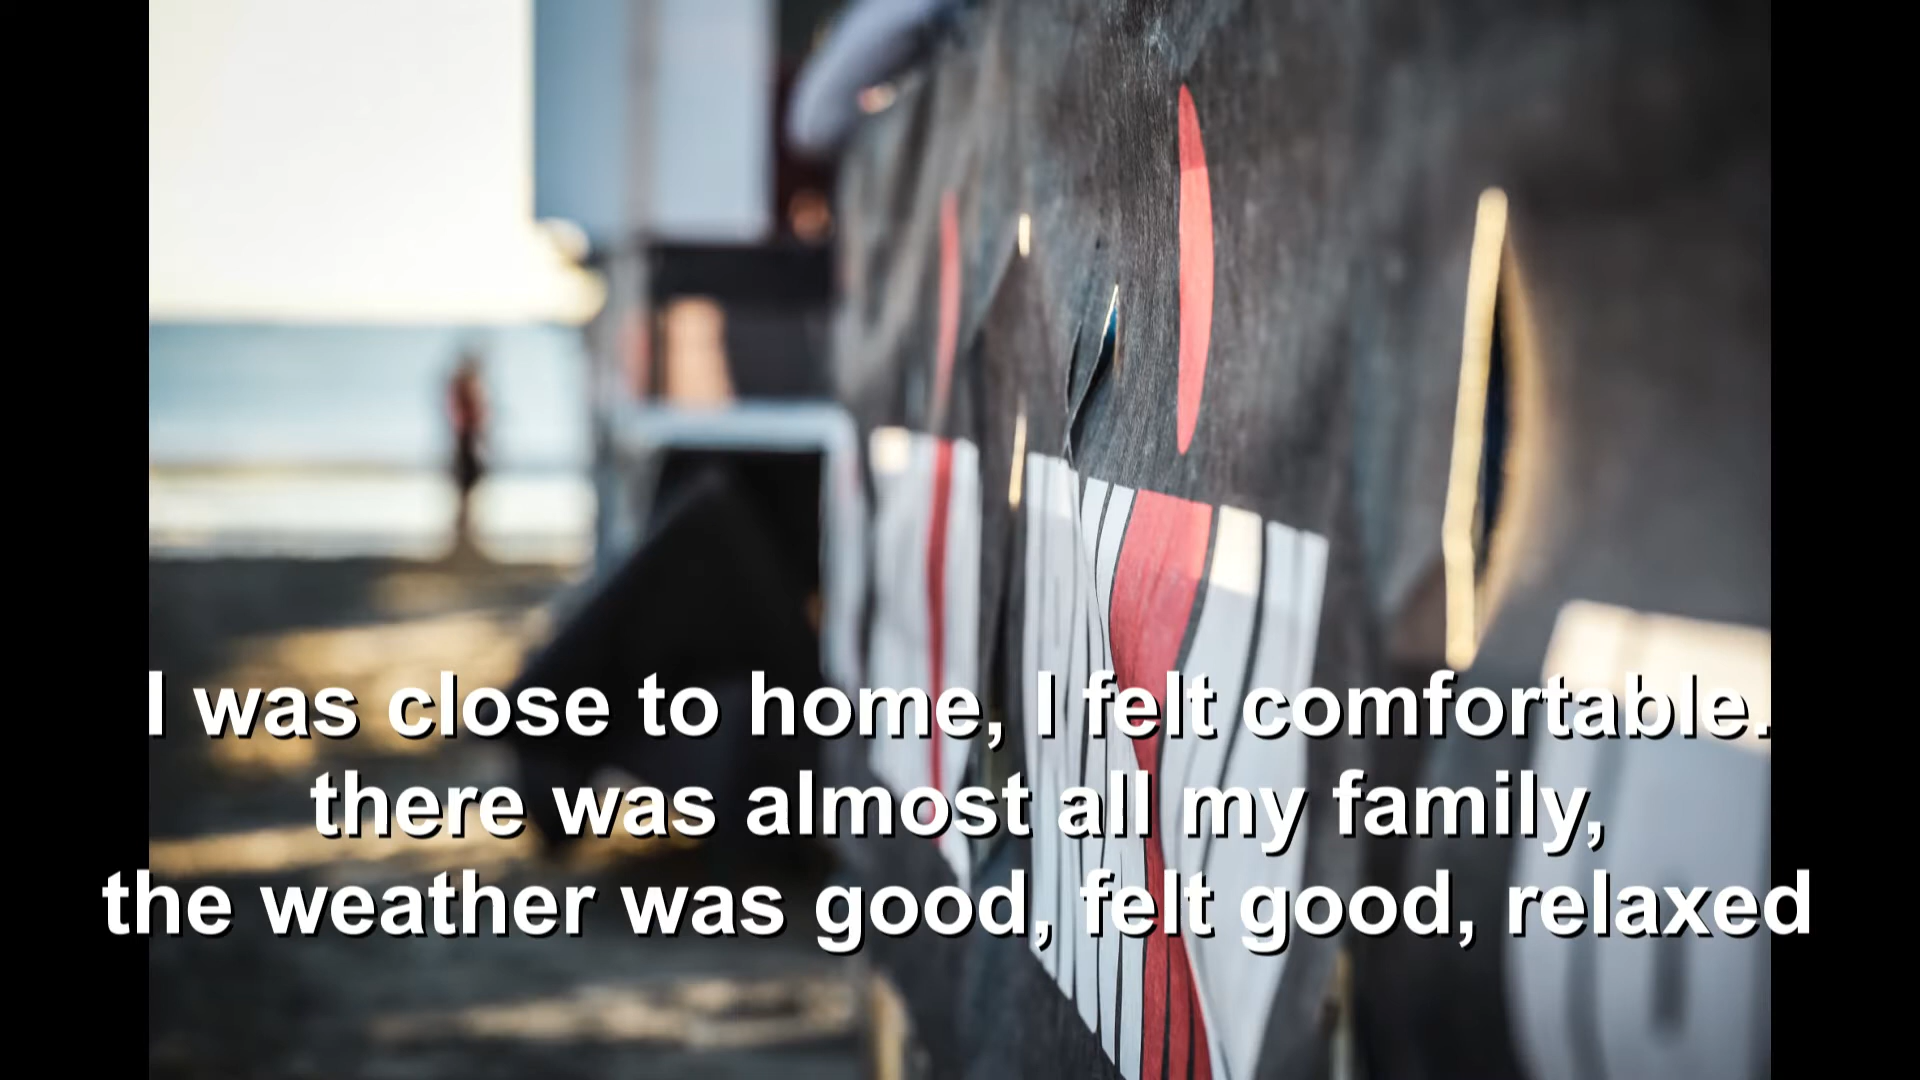 I was close to home, I felt comfortable.
there was almost all my family,
the weather was good, felt good, relaxed